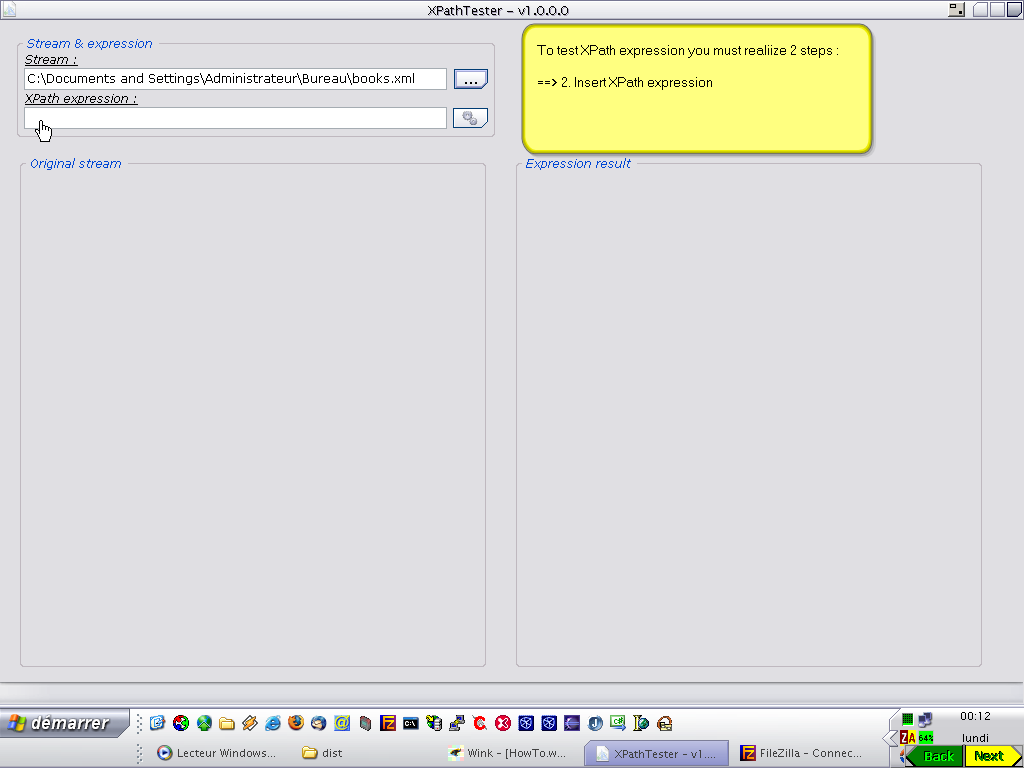 XPathTester - v1.0.0.0
Stream & expression
Stream :
C:\Documents and Settings\Administrateur\Bureau\books.xml
...
XPath expression :
To test XPath expression you must realiize 2 steps :
==> 2. Insert XPath expression
Original stream
Expression result
démarrer
00:12
lundi
64%
Lecteur Windows...
dist
Wink - [HowTo.w...
XPathTester - v1....
FileZilla - Connec...
Back
Next